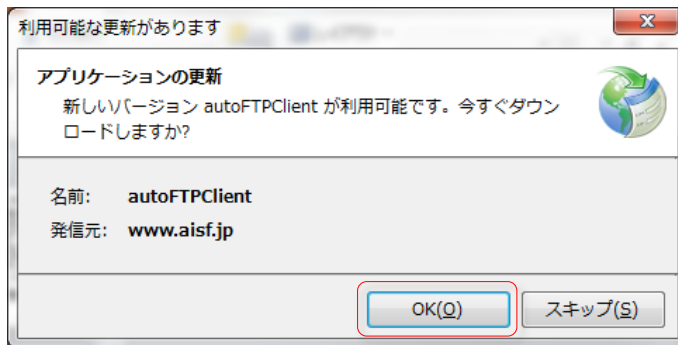 利用可能な更新があります
アプリケーションの更新
新しいバージョン autoFTPClient が利用可能です。今すぐダウン
ロードしますか?
名前: autoFTPClient
発信元: www.aisf.jp
OK(O) スキップ(S)